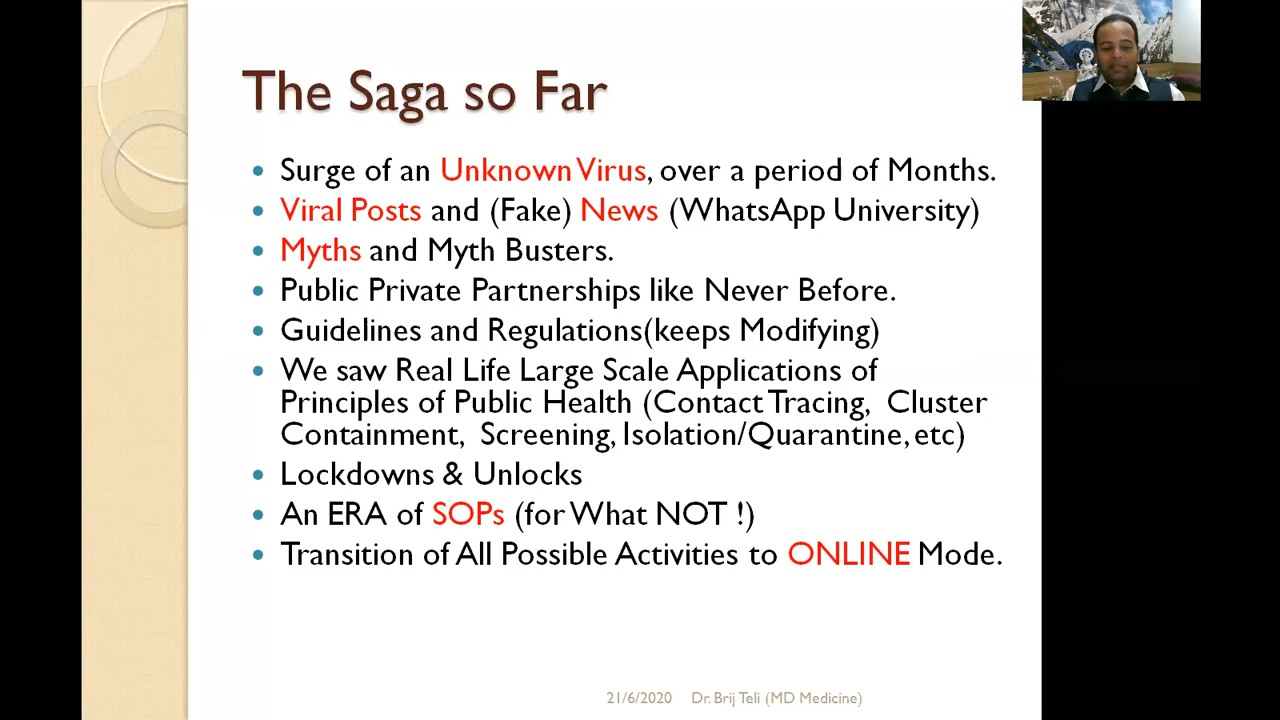 The Saga so Far
Surge of an Unknown Virus, over a period of Months.
Viral Posts and (Fake) News (WhatsApp University)
Myths and Myth Busters.
Public Private Partnerships like Never Before.
Guidelines and Regulations(keeps Modifying)
We saw Real Life Large Scale Applications of
Principles of Public Health (Contact Tracing, Cluster
Containment, Screening, Isolation/Quarantine, etc)
Lockdowns & Unlocks
An ERA of SOPs (for What NOT !)
Transition of All Possible Activities to ONLINE Mode.
21/6/2020 Dr. Brij Teli (MD Medicine)